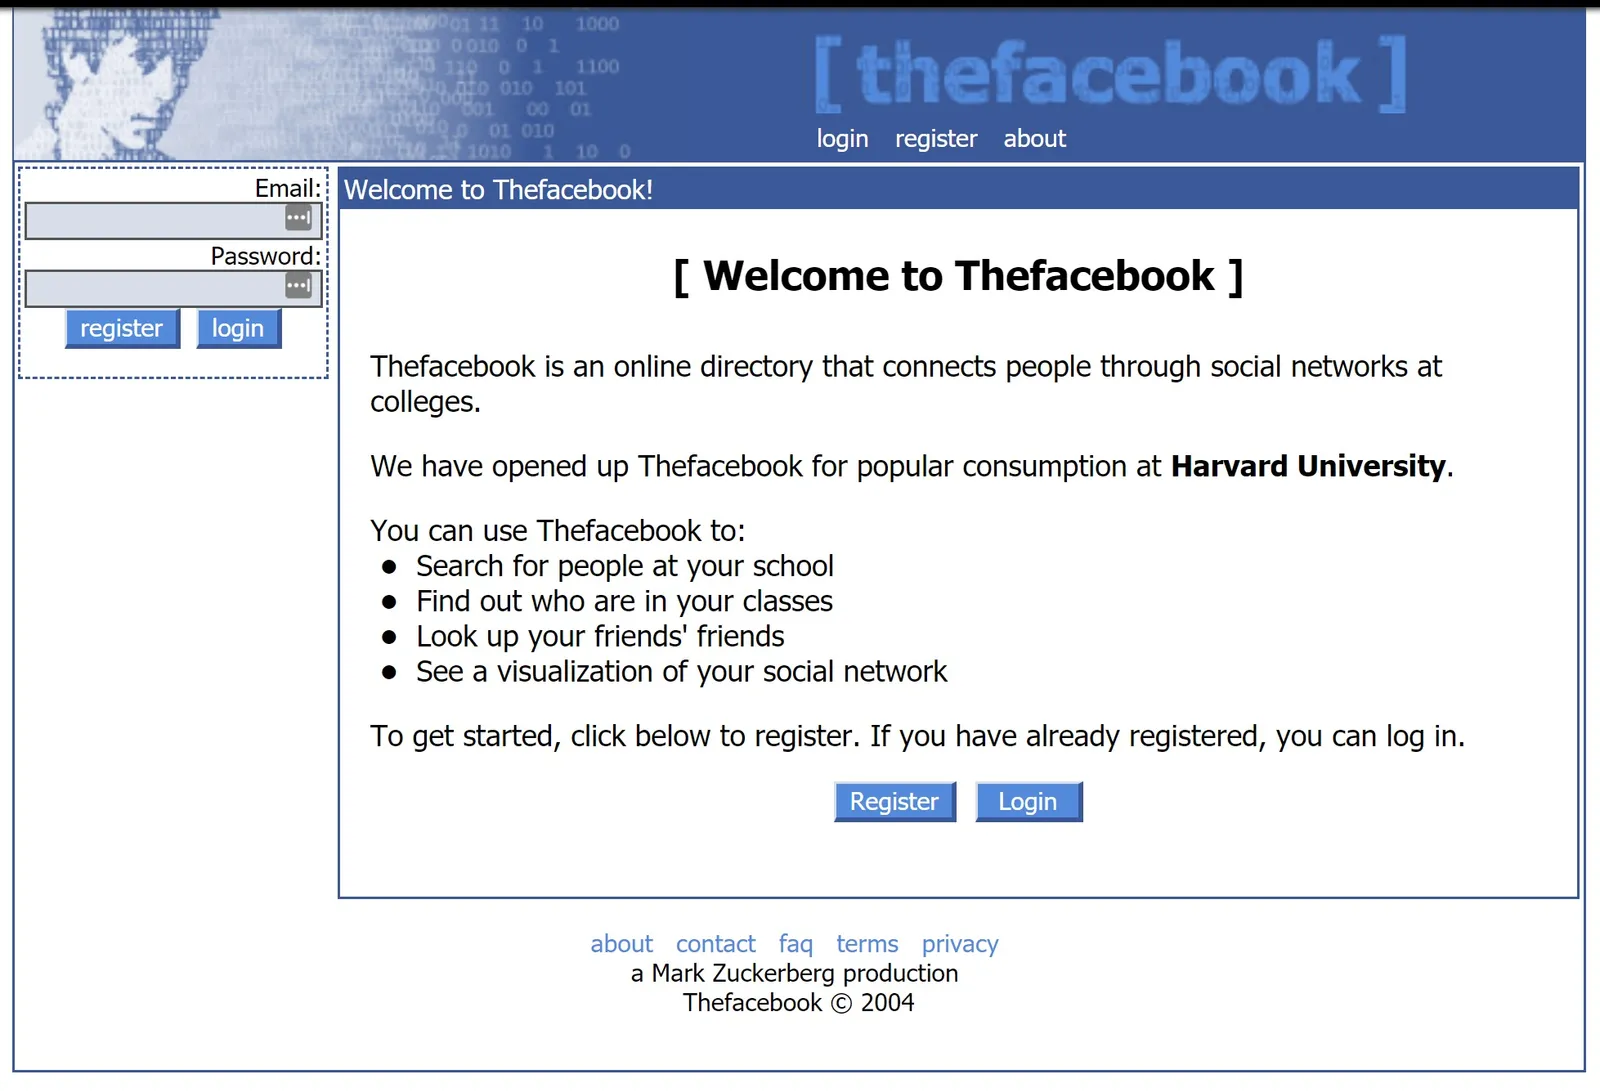 [ thefacebook ]
login register about
Email:
Password:
register login
Welcome to Thefacebook!
[ Welcome to Thefacebook ]
Thefacebook is an online directory that connects people through social networks at
colleges.
We have opened up Thefacebook for popular consumption at Harvard University.
You can use Thefacebook to:
● Search for people at your school
● Find out who are in your classes
● Look up your friends' friends
● See a visualization of your social network
To get started, click below to register. If you have already registered, you can log in.
Register Login
about contact faq terms privacy
a Mark Zuckerberg production
Thefacebook © 2004